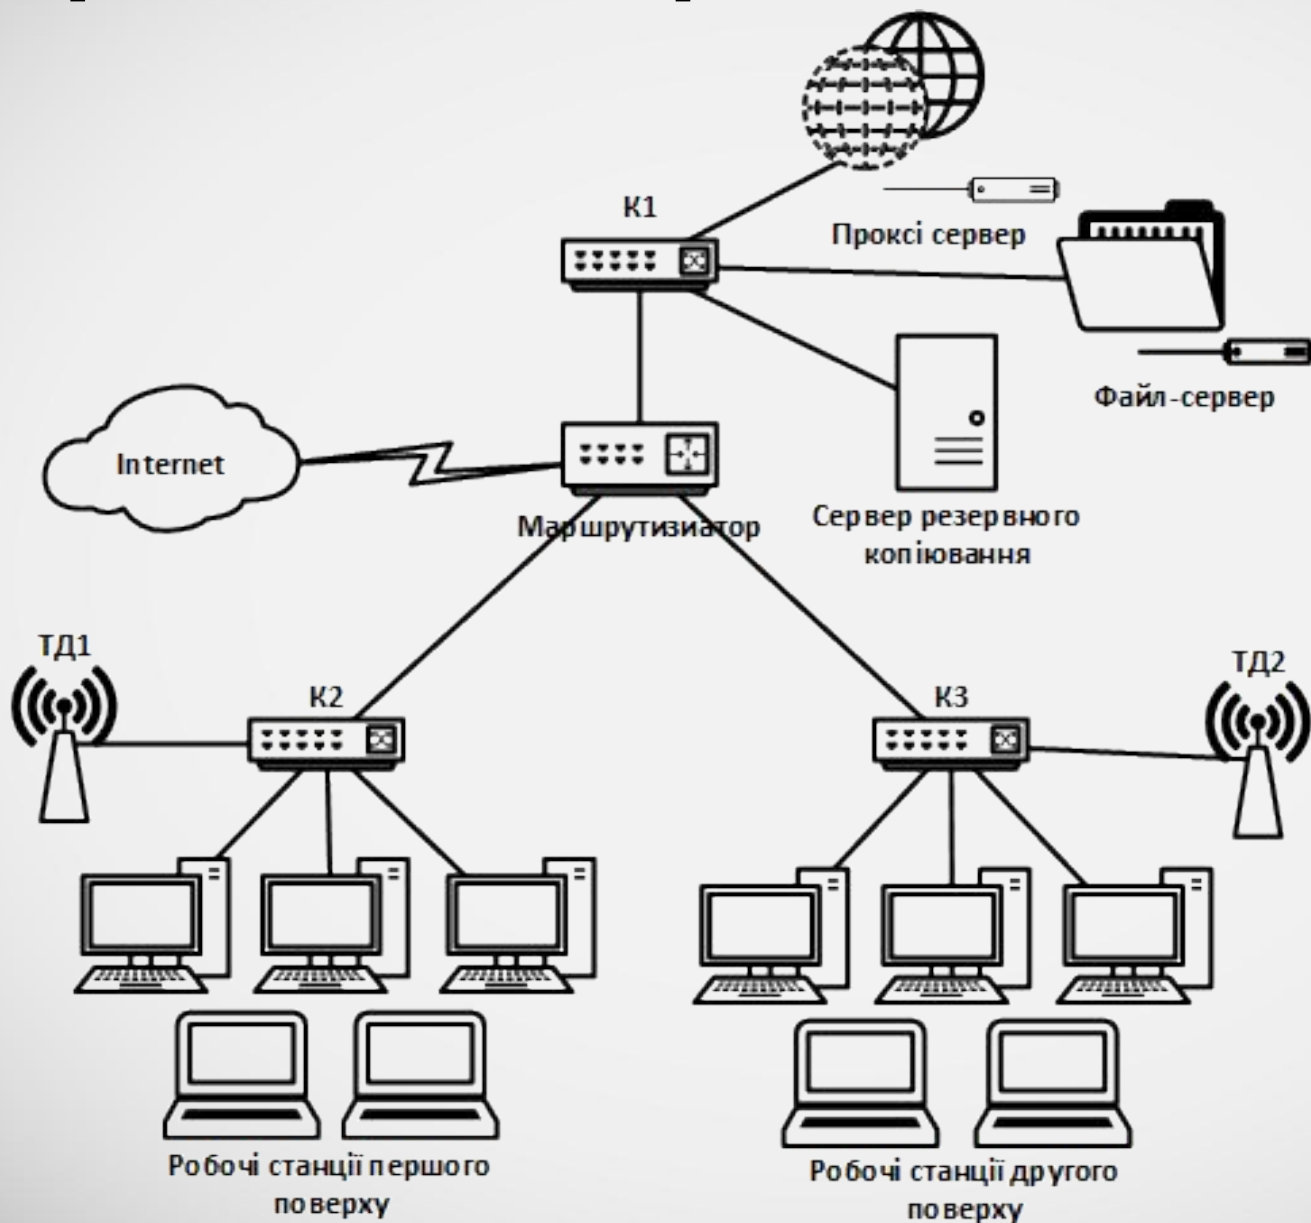 К1
Проксі сервер
Файл-сервер
Internet
Маршрутизиатор
Сервер резервного
копіювання
ТД1
ТД2
К2
К3
Робочі станції першого
поверху
Робочі станції другого
поверху